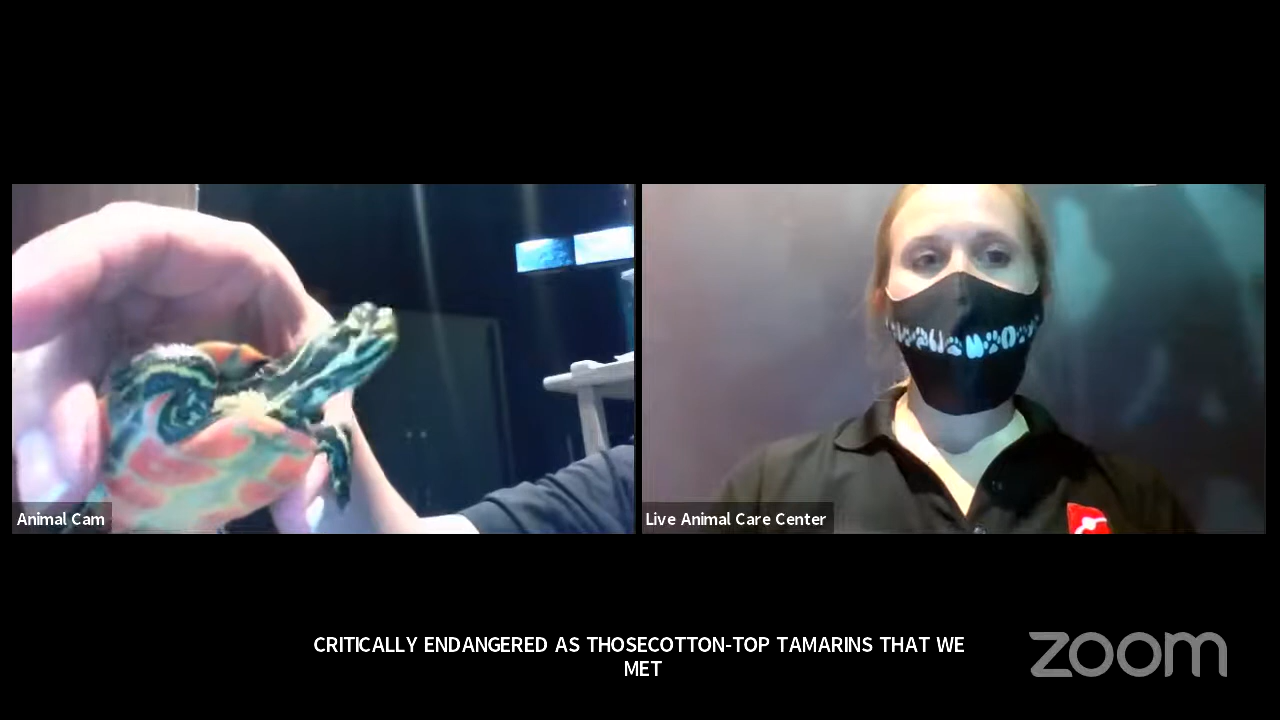 Animal Cam
Live Animal Care Center
CRITICALLY ENDANGERED AS THOSECOTTON-TOP TAMARINS THAT WE
MET
zoom